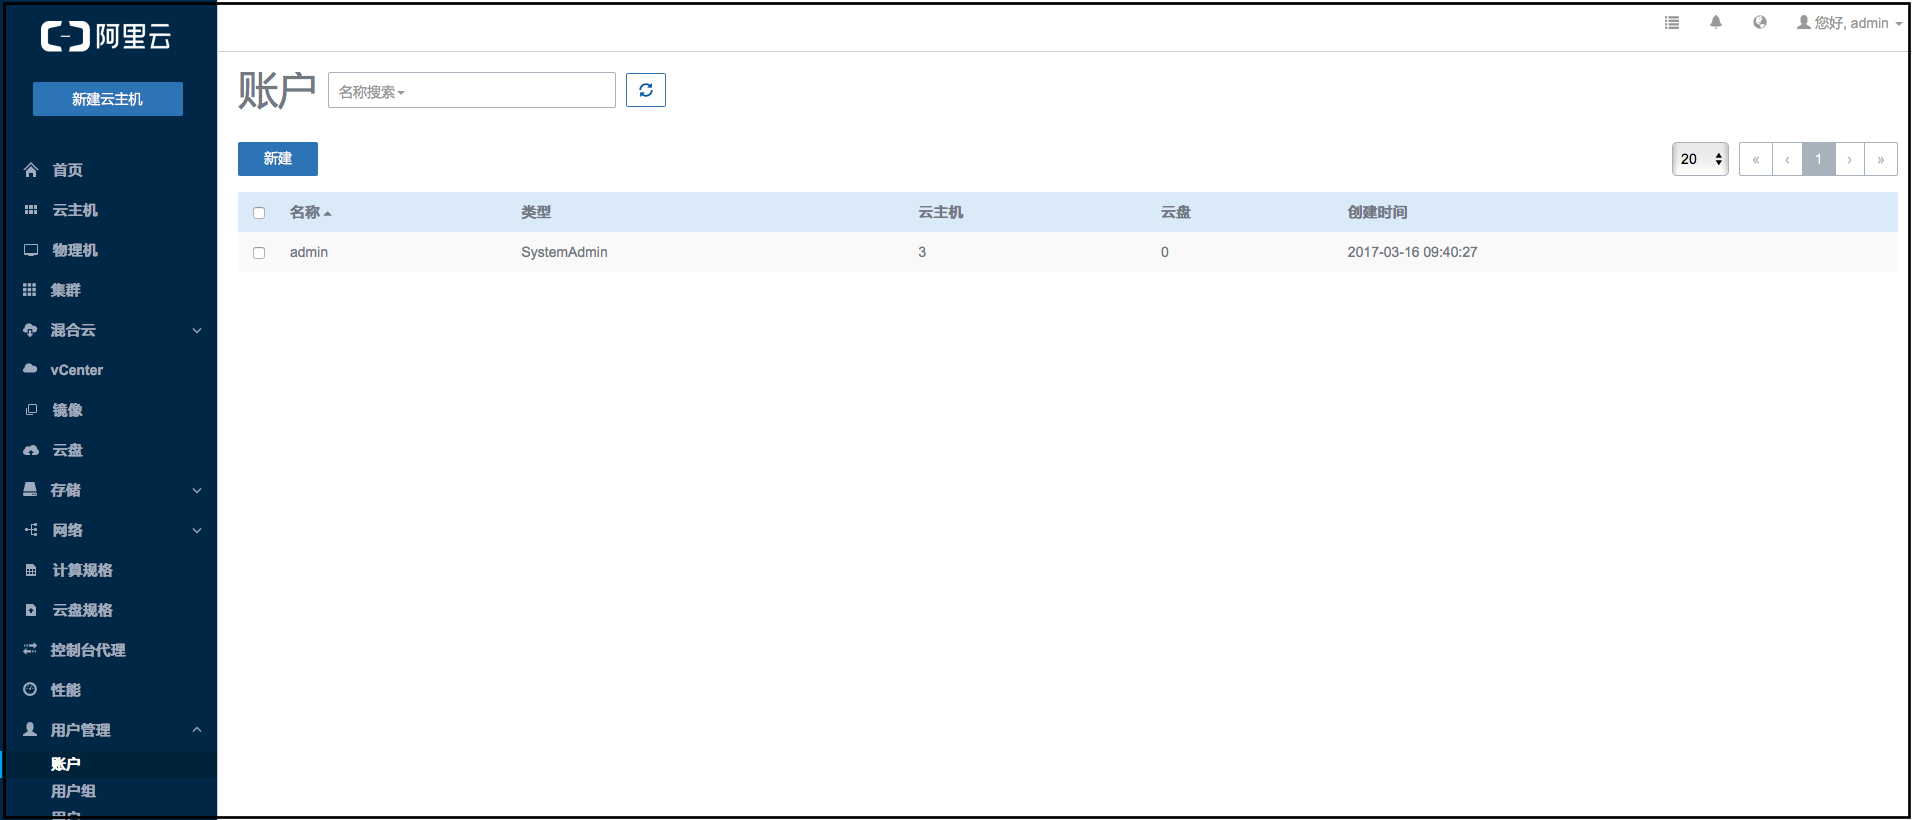 阿里云
新建云主机
首页
云主机
物理机
集群
混合云
vCenter
镜像
云盘
存储
网络
计算规格
云盘规格
控制台代理
性能
用户管理
账户
用户组
用户
您好, admin
账户 名称搜索
新建
20 « ‹ 1 › »
名称 类型 云主机 云盘 创建时间
admin SystemAdmin 3 0 2017-03-16 09:40:27